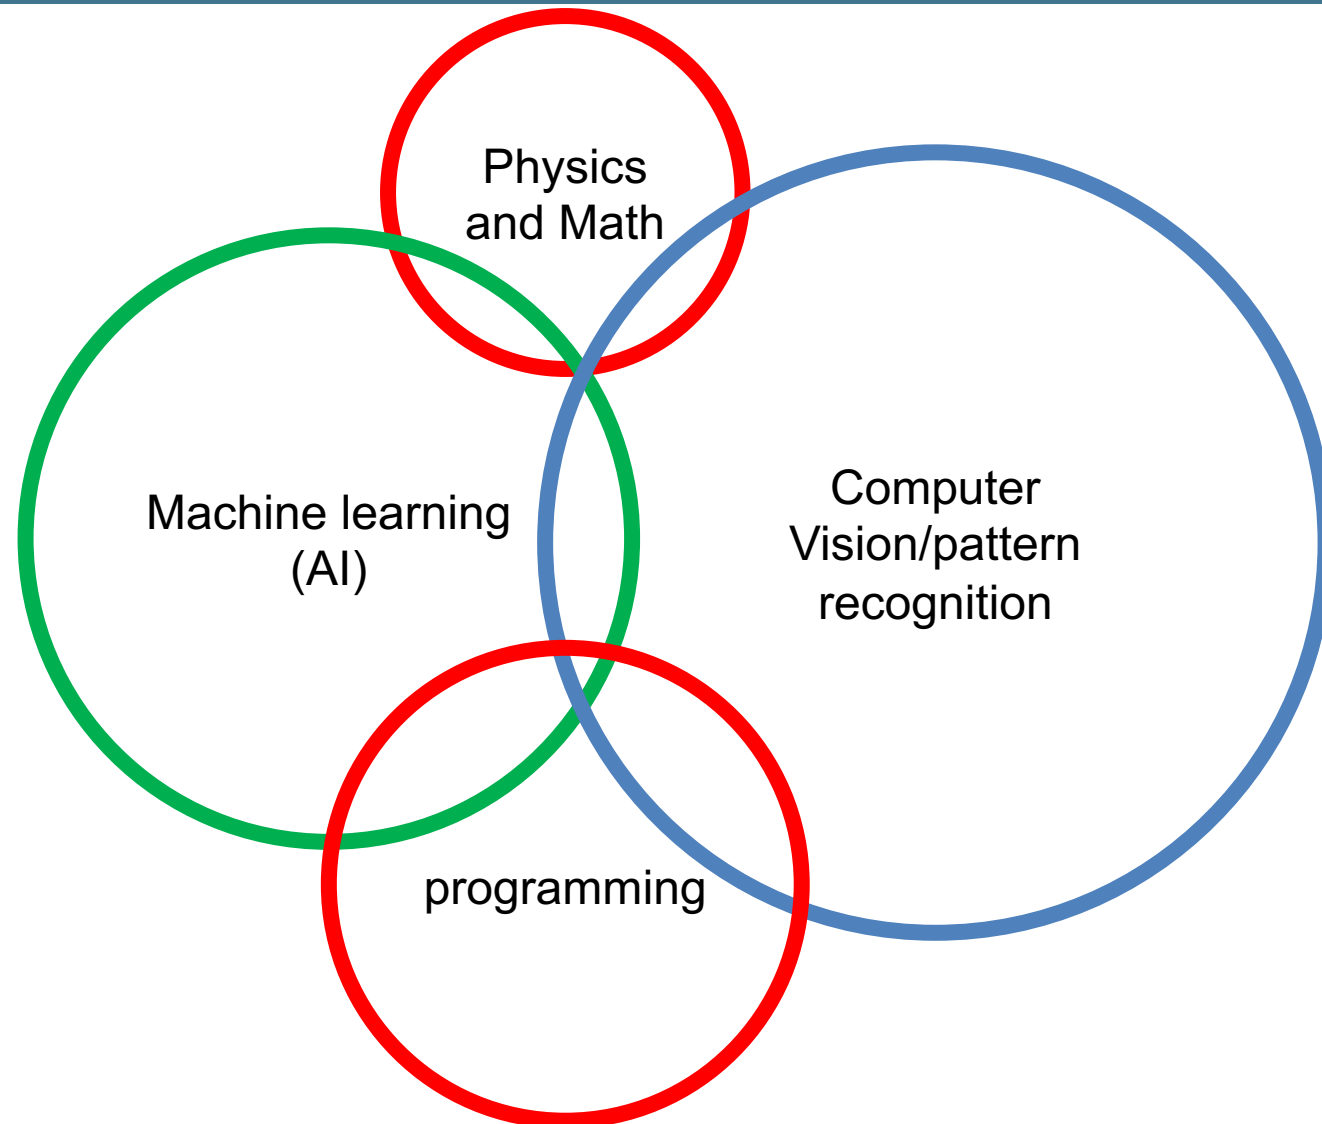 Physics
and Math
Machine learning
(AI)
Computer
Vision/pattern
recognition
programming